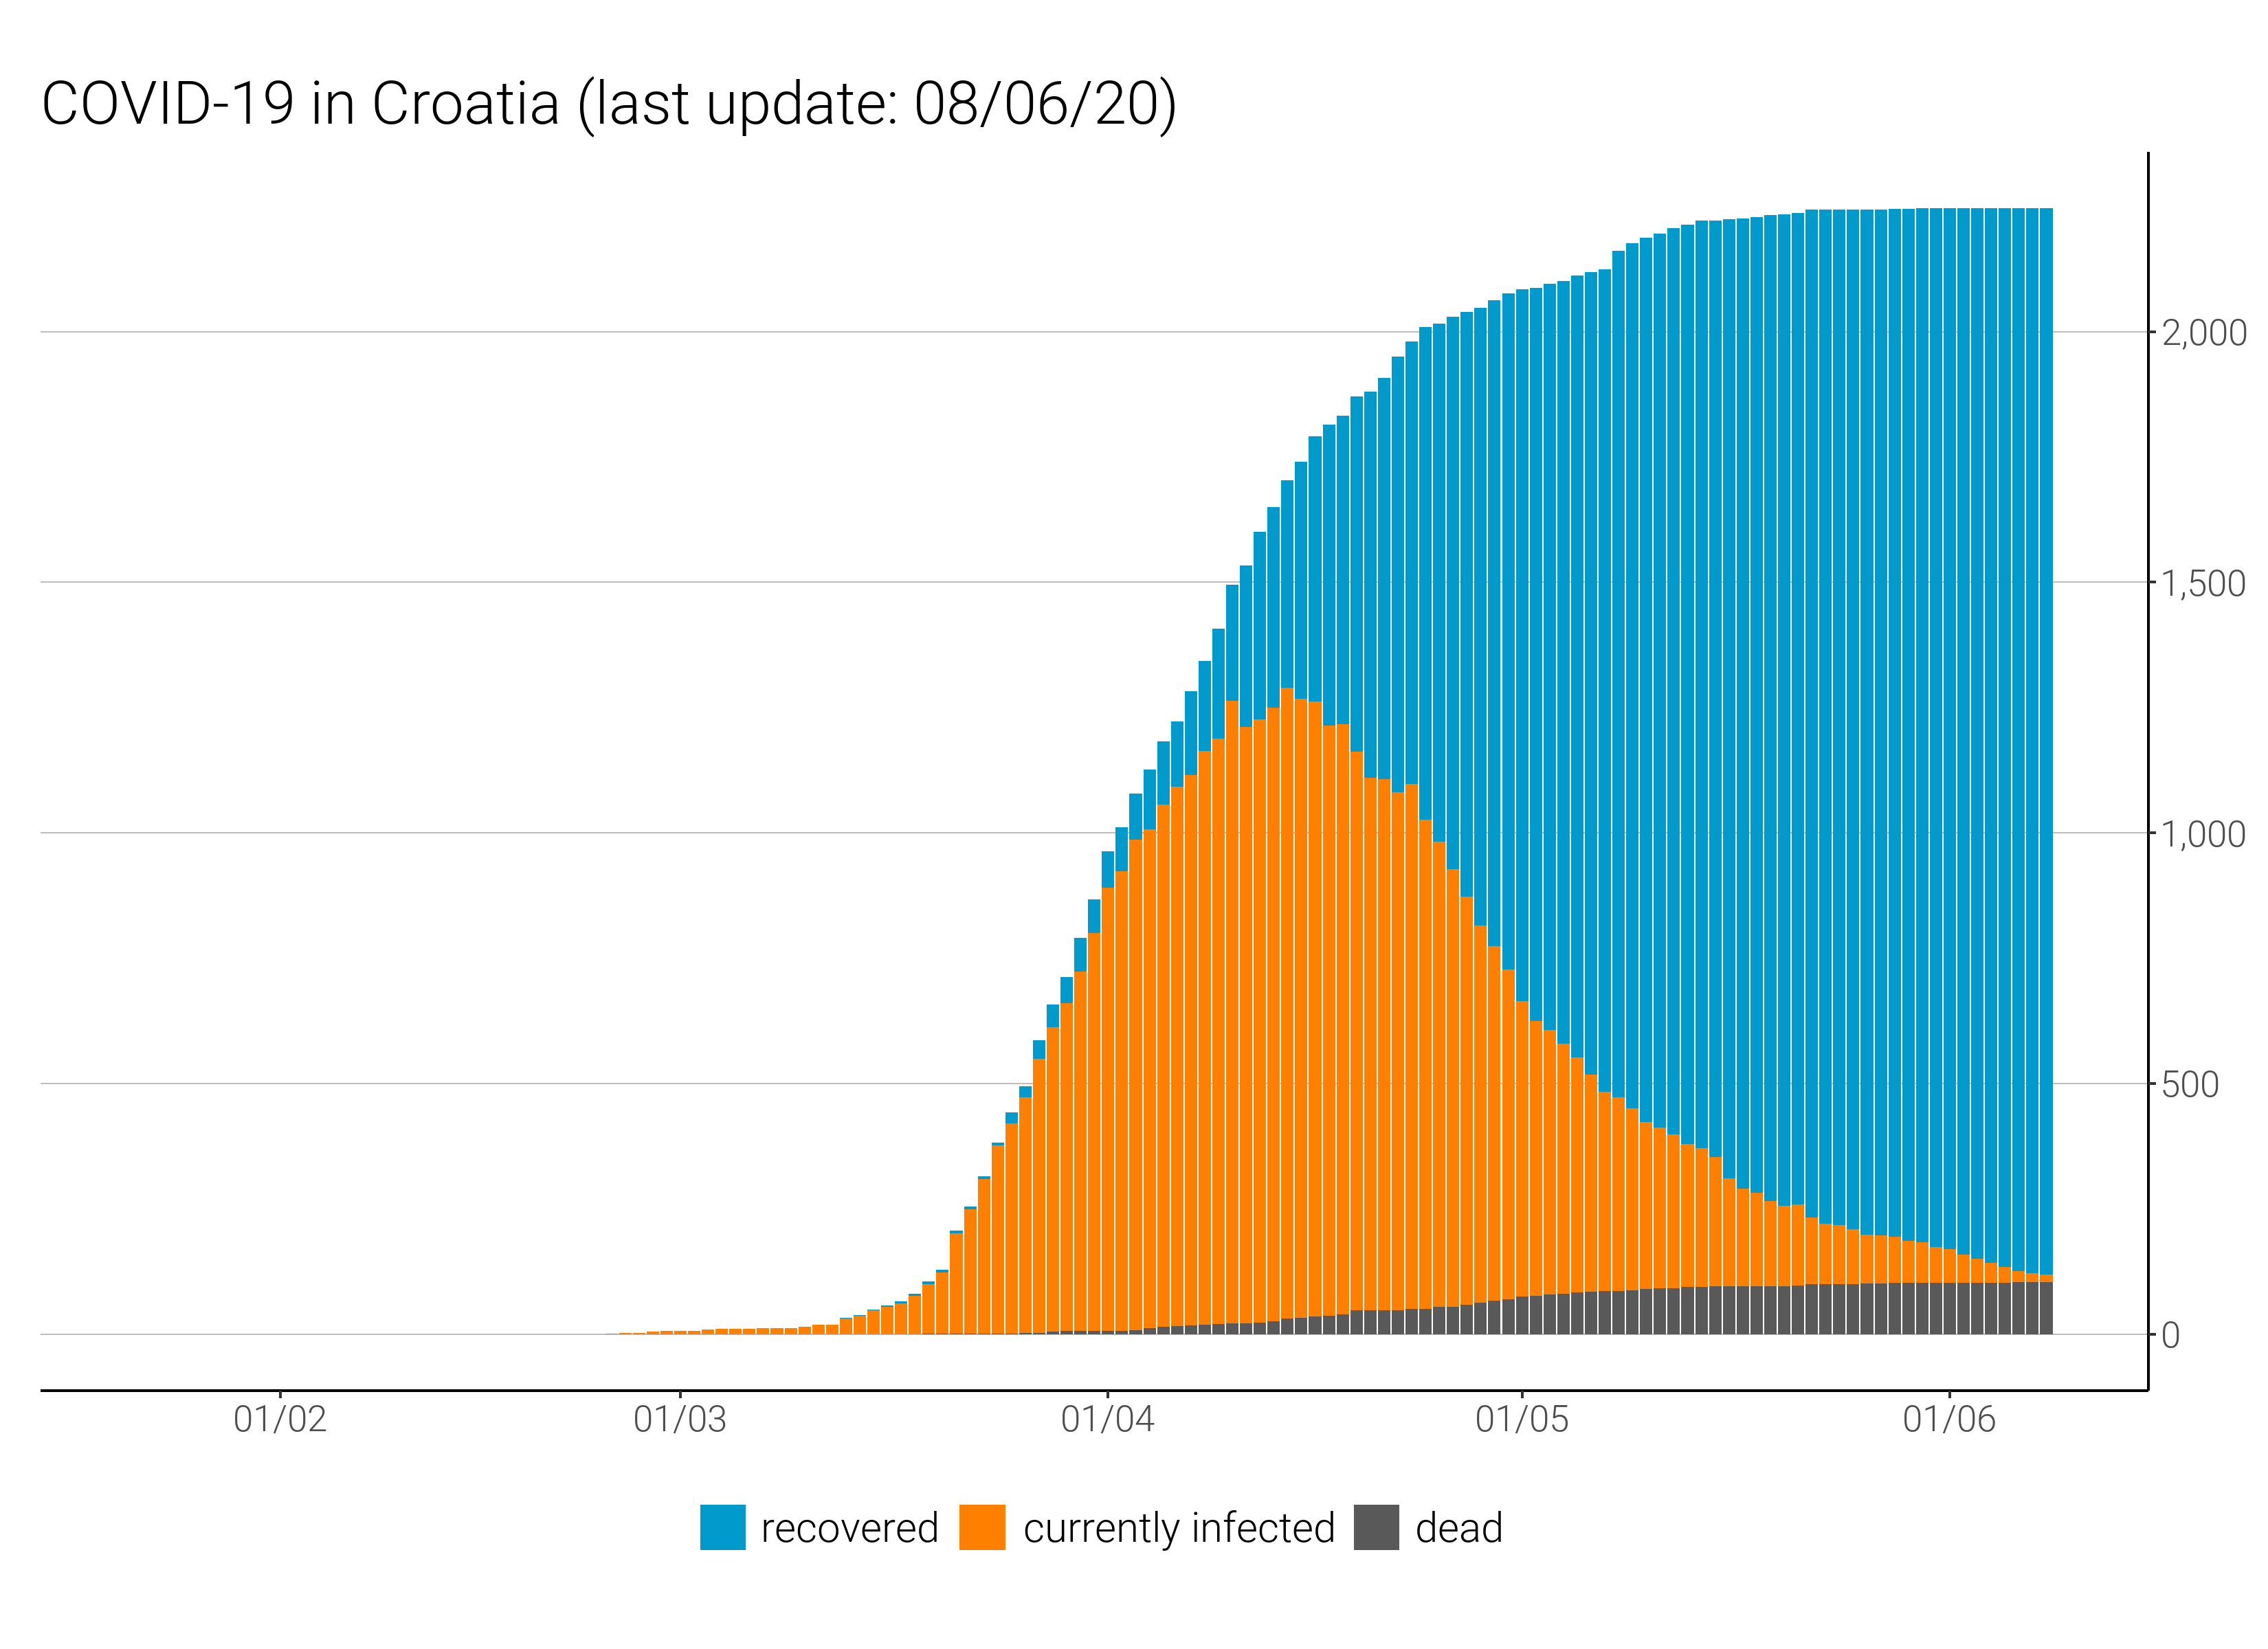 COVID-19 in Croatia (last update: 08/06/20)
2,000
1,500
1,000
500
0
01/02 01/03 01/04 01/05 01/06
recovered currently infected dead